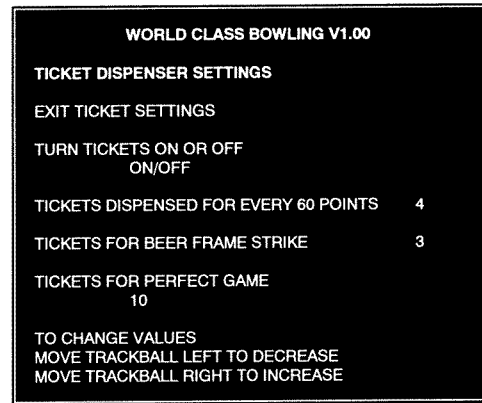 WORLD CLASS BOWLING V1.00
TICKET DISPENSER SETTINGS
EXIT TICKET SETTINGS
TURN TICKETS ON OR OFF
ON/OFF
TICKETS DISPENSED FOR EVERY 60 POINTS 4
TICKETS FOR BEER FRAME STRIKE 3
TICKETS FOR PERFECT GAME
10
TO CHANGE VALUES
MOVE TRACKBALL LEFT TO DECREASE
MOVE TRACKBALL RIGHT TO INCREASE